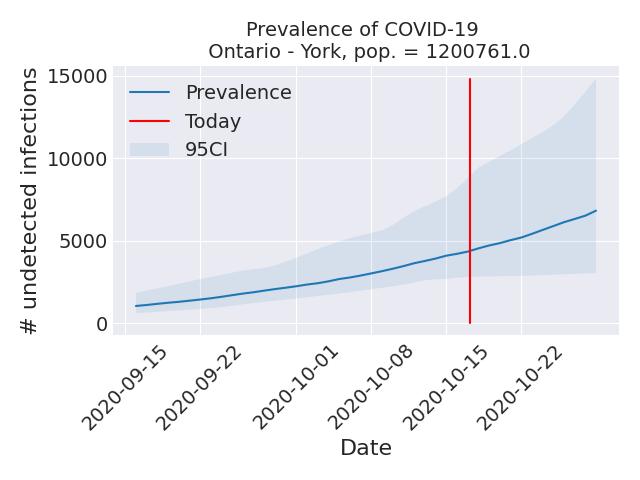 Prevalence of COVID-19
Ontario - York, pop. = 1200761.0
# undetected infections
15000
10000
5000
0
Prevalence
Today
95CI
2020-09-15
2020-09-22
2020-10-01
2020-10-08
2020-10-15
2020-10-22
Date